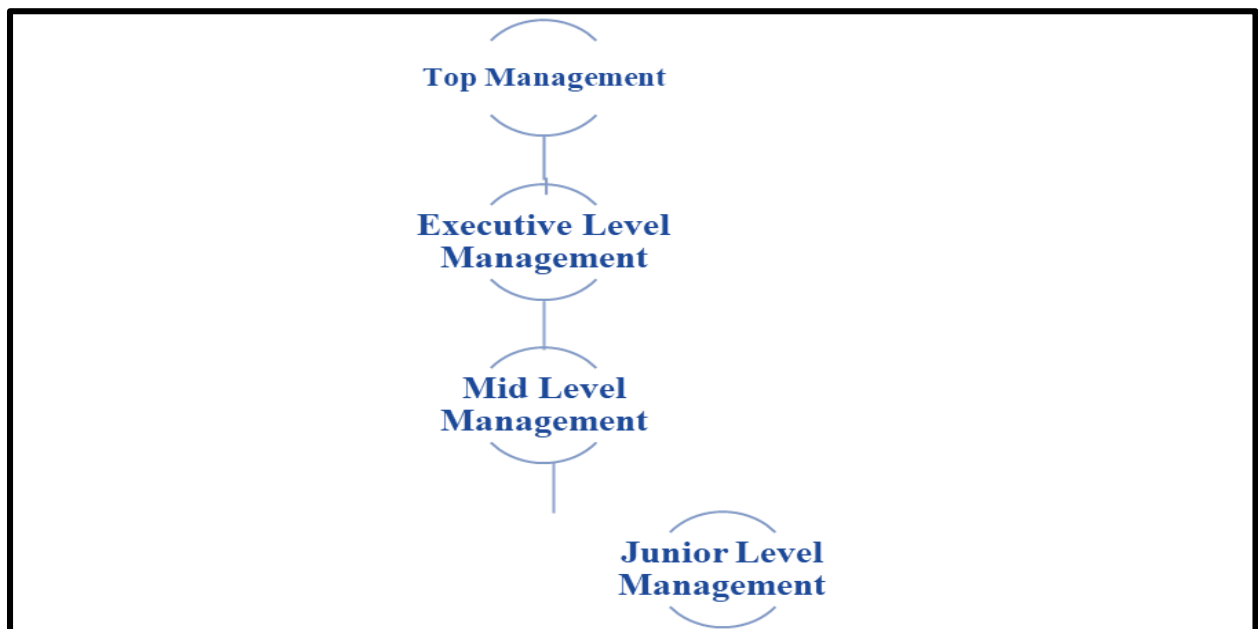 Top Management
Executive Level
Management
Mid Level
Management
Junior Level
Management